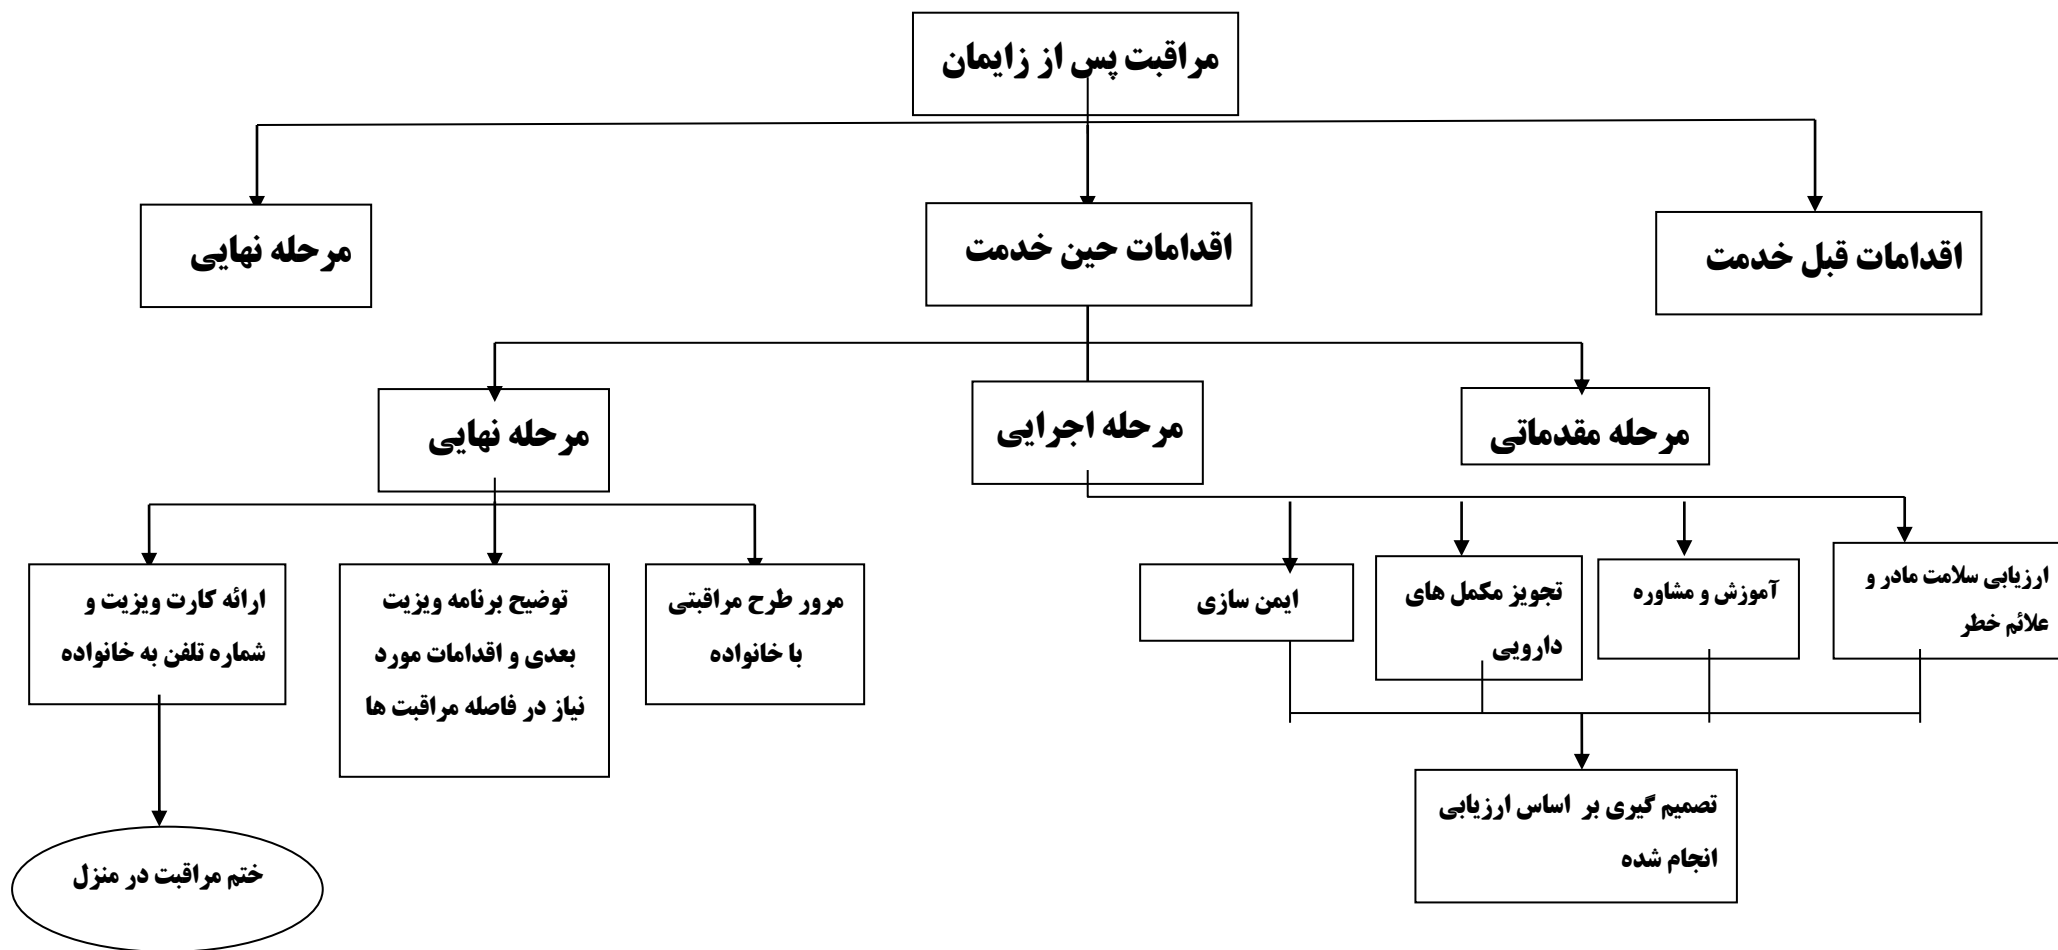 مراقبت پس از زایمان
اقدامات قبل خدمت
اقدامات حین خدمت
مرحله نهایی
مرحله مقدماتی
مرحله اجرایی
مرحله نهایی
ارزیابی سلامت مادر و
علائم خطر
آموزش و مشاوره
تجویز مکمل های
دارویی
ایمن سازی
مرور طرح مراقبتی
با خانواده
توضیح برنامه ویزیت
بعدی و اقدامات مورد
نیاز در فاصله مراقبت ها
ارائه کارت ویزیت و
شماره تلفن به خانواده
تصمیم گیری بر اساس ارزیابی
انجام شده
ختم مراقبت در منزل